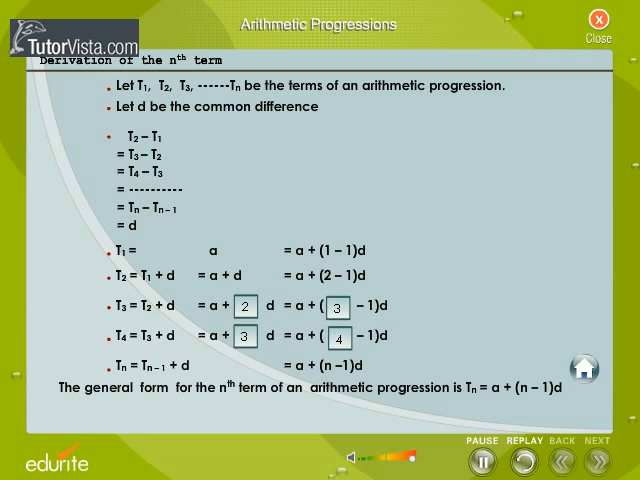 Arithmetic Progressions
X
Close
TutorVista.com
Derivation of the nth term
• Let T1, T2, T3, ------Tn be the terms of an arithmetic progression.
• Let d be the common difference
• T2 – T1
= T3 – T2
= T4 – T3
= ----------
= Tn – Tn – 1
= d
• T1 = a = a + (1 – 1)d
• T2 = T1 + d = a + d = a + (2 – 1)d
• T3 = T2 + d = a + 2 d = a + ( 3 – 1)d
• T4 = T3 + d = a + 3 d = a + ( 4 – 1)d
• Tn = Tn – 1 + d = a + (n –1)d
The general form for the nth term of an arithmetic progression is Tn = a + (n – 1)d
PAUSE REPLAY BACK NEXT
edurite